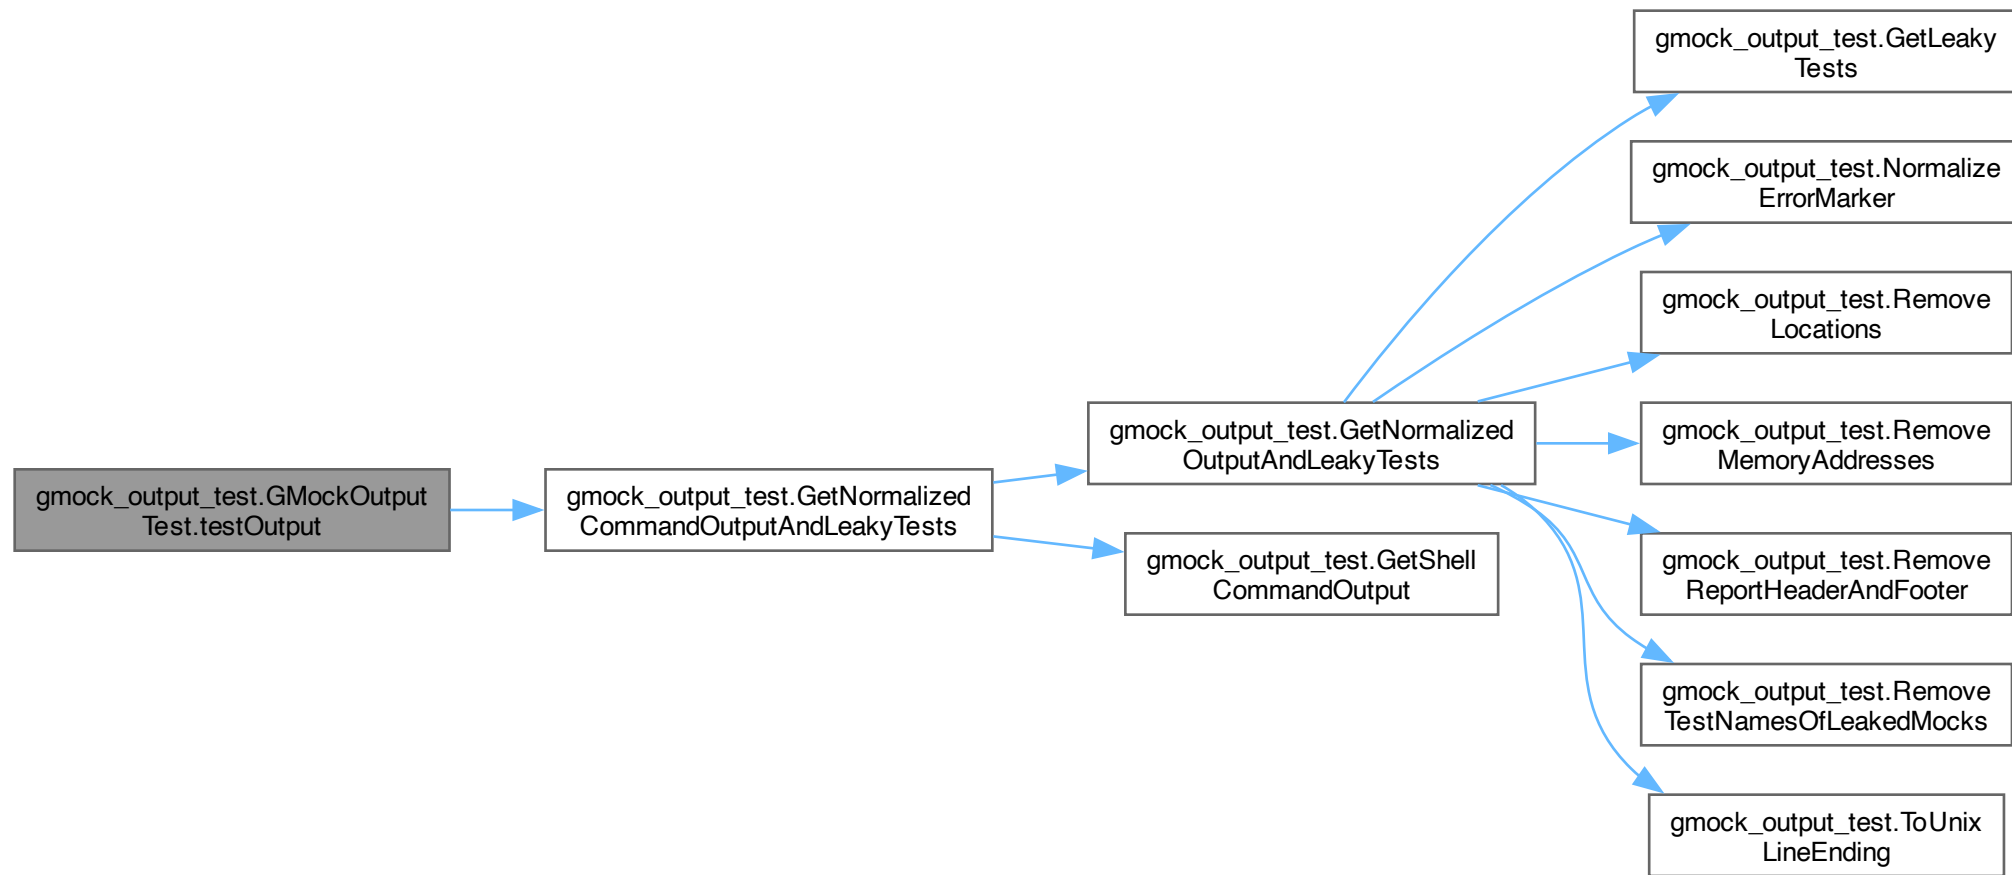 gmock_output_test.GMockOutput
Test.testOutput
gmock_output_test.GetNormalized
CommandOutputAndLeakyTests
gmock_output_test.GetNormalized
OutputAndLeakyTests
gmock_output_test.GetShell
CommandOutput
gmock_output_test.GetLeaky
Tests
gmock_output_test.Normalize
ErrorMarker
gmock_output_test.Remove
Locations
gmock_output_test.Remove
MemoryAddresses
gmock_output_test.Remove
ReportHeaderAndFooter
gmock_output_test.Remove
TestNamesOfLeakedMocks
gmock_output_test.ToUnix
LineEnding